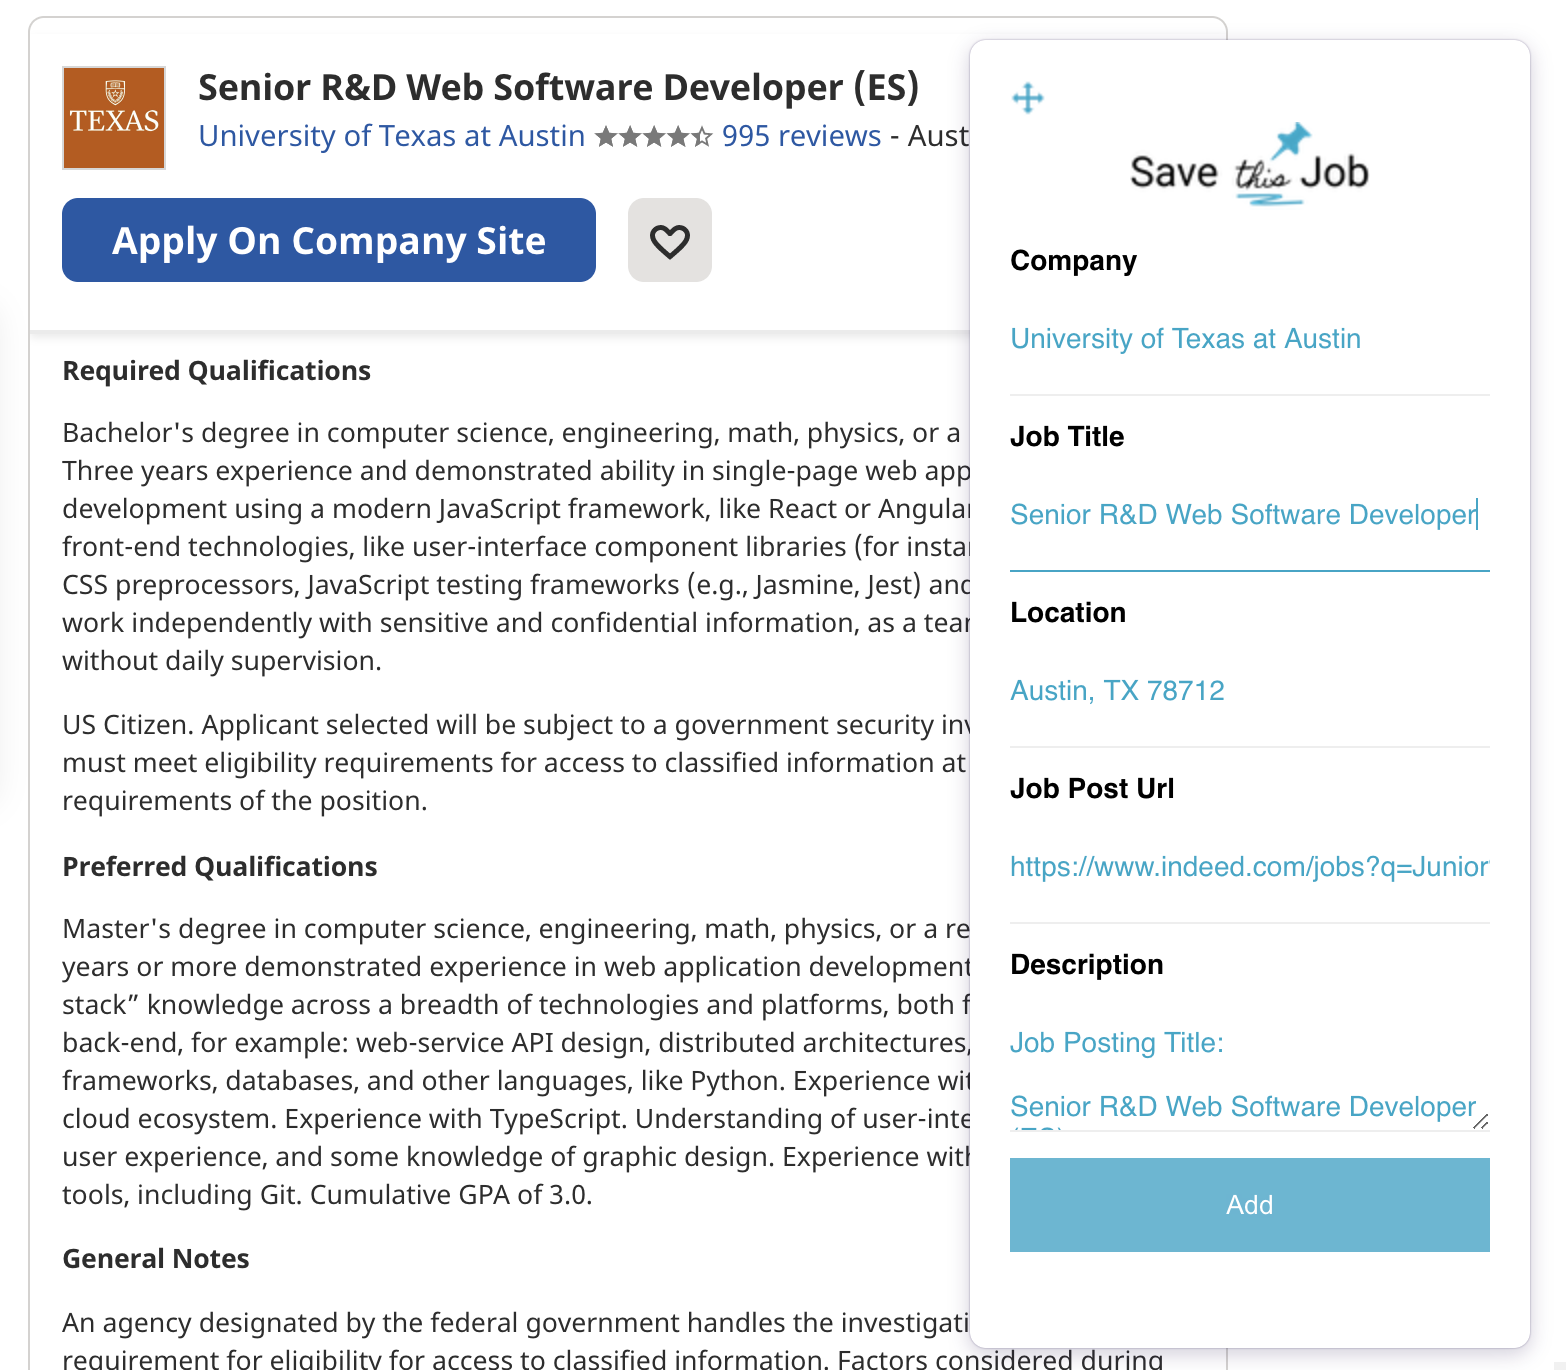 TEXAS
Senior R&D Web Software Developer (ES)
University of Texas at Austin 995 reviews - Aust
Apply On Company Site
Required Qualifications
Bachelor's degree in computer science, engineering, math, physics, or a
Three years experience and demonstrated ability in single-page web app
development using a modern JavaScript framework, like React or Angular
front-end technologies, like user-interface component libraries (for instan
CSS preprocessors, JavaScript testing frameworks (e.g., Jasmine, Jest) and
work independently with sensitive and confidential information, as a team
without daily supervision.
US Citizen. Applicant selected will be subject to a government security inv
must meet eligibility requirements for access to classified information at
requirements of the position.
Preferred Qualifications
Master's degree in computer science, engineering, math, physics, or a re
years or more demonstrated experience in web application development
stack” knowledge across a breadth of technologies and platforms, both f
back-end, for example: web-service API design, distributed architectures,
frameworks, databases, and other languages, like Python. Experience wit
cloud ecosystem. Experience with TypeScript. Understanding of user-inte
user experience, and some knowledge of graphic design. Experience with
tools, including Git. Cumulative GPA of 3.0.
General Notes
An agency designated by the federal government handles the investigati
requirement for eligibility for access to classified information. Factors considered during
Save this Job
Company
University of Texas at Austin
Job Title
Senior R&D Web Software Developer
Location
Austin, TX 78712
Job Post Url
https://www.indeed.com/jobs?q=Junior
Description
Job Posting Title:
Senior R&D Web Software Developer
(ES)
Add